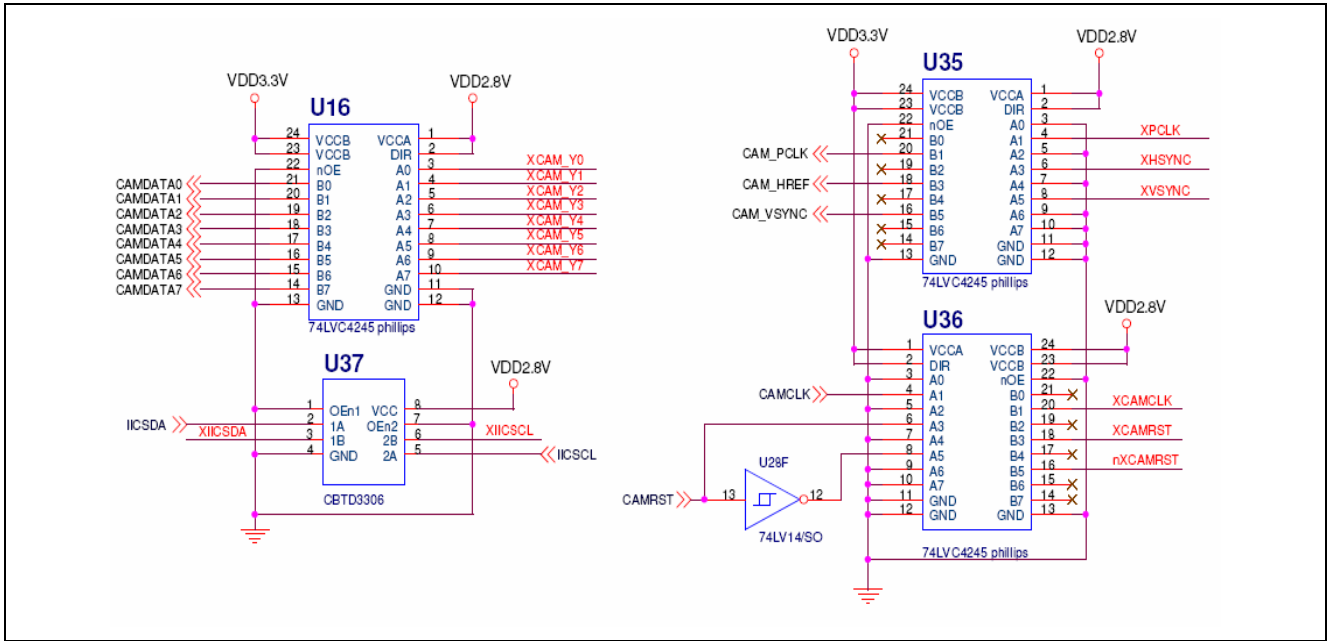 VDD3.3V
VDD2.8V
U16
24 VCCB VCCA 1
23 VCCB DIR 2
22 nOE A0 3 XCAM_Y0
CAMDATA0 21 B0 A1 4 XCAM_Y1
CAMDATA1 20 B1 A2 5 XCAM_Y2
CAMDATA2 19 B2 A3 6 XCAM_Y3
CAMDATA3 18 B3 A4 7 XCAM_Y4
CAMDATA4 17 B4 A5 8 XCAM_Y5
CAMDATA5 16 B5 A6 9 XCAM_Y6
CAMDATA6 15 B6 A7 10 XCAM_Y7
CAMDATA7 14 B7 GND 11
13 GND GND 12
74LVC4245 phillips
U37
VDD2.8V
1 OEn1 VCC 8
IICSDA 2 1A OEn2 7
XIICSDA 3 1B 2B 6 XIICSCL
4 GND 2A 5 IICSCL
CBTD3306
VDD3.3V
VDD2.8V
U35
24 VCCB VCCA 1
23 VCCB DIR 2
22 nOE A0 3
21 B0 A1 4 XPCLK
CAM_PCLK 20 B1 A2 5
19 B2 A3 6 XHSYNC
CAM_HREF 18 B3 A4 7
17 B4 A5 8 XVSYNC
CAM_VSYNC 16 B5 A6 9
15 B6 A7 10
14 B7 GND 11
13 GND GND 12
74LVC4245 phillips
U36
VDD2.8V
1 VCCA VCCB 24
2 DIR VCCB 23
3 A0 nOE 22
CAMCLK 4 A1 B0 21
5 A2 B1 20 XCAMCLK
6 A3 B2 19
7 A4 B3 18 XCAMRST
8 A5 B4 17
9 A6 B5 16 nXCAMRST
10 A7 B6 15
11 GND B7 14
12 GND GND 13
74LVC4245 phillips
U28F
CAMRST 13 12
74LV14/SO